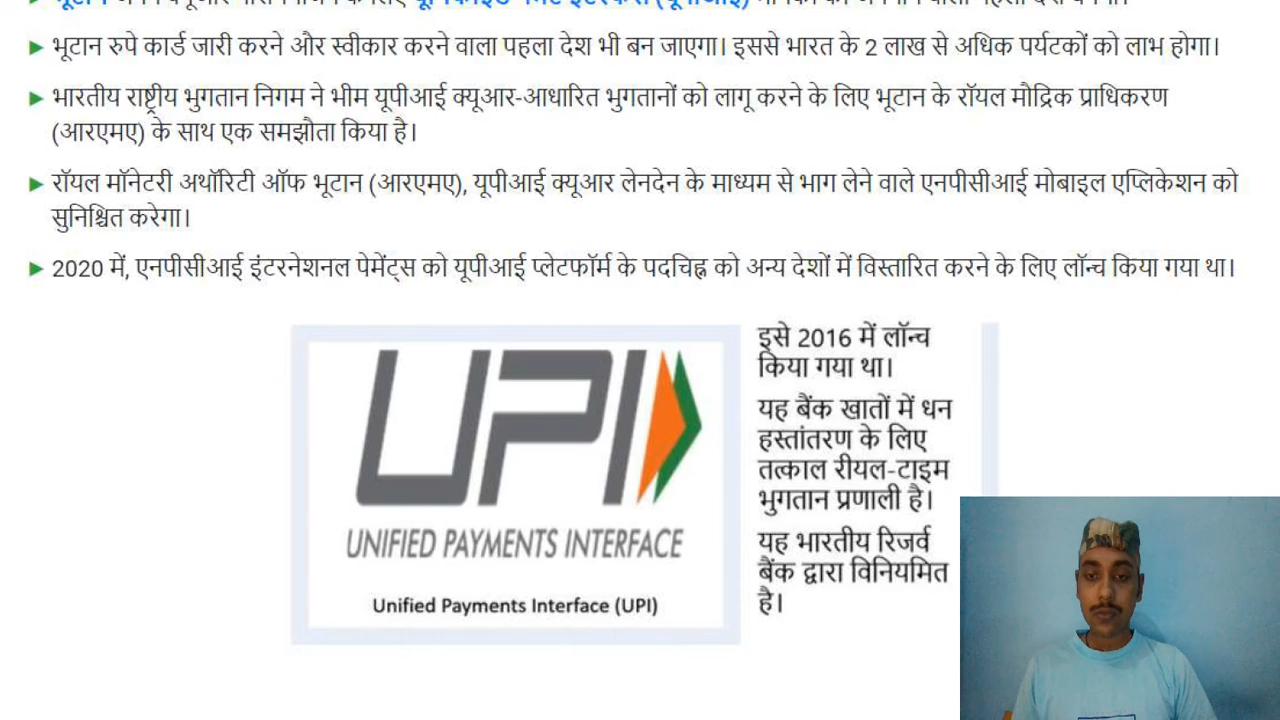 भूटान रुपे कार्ड जारी करने और स्वीकार करने वाला पहला देश भी बन जाएगा। इससे भारत के 2 लाख से अधिक पर्यटकों को लाभ होगा।
भारतीय राष्ट्रीय भुगतान निगम ने भीम यूपीआई क्यूआर-आधारित भुगतानों को लागू करने के लिए भूटान के रॉयल मौद्रिक प्राधिकरण
(आरएमए) के साथ एक समझौता किया है।
रॉयल मॉनेटरी अथॉरिटी ऑफ भूटान (आरएमए), यूपीआई क्यूआर लेनदेन के माध्यम से भाग लेने वाले एनपीसीआई मोबाइल एप्लिकेशन को
सुनिश्चित करेगा।
2020 में, एनपीसीआई इंटरनेशनल पेमेंट्स को यूपीआई प्लेटफॉर्म के पदचिह्न को अन्य देशों में विस्तारित करने के लिए लॉन्च किया गया था।
UPI
UNIFIED PAYMENTS INTERFACE
Unified Payments Interface (UPI)
इसे 2016 में लॉन्च
किया गया था।
यह बैंक खातों में धन
हस्तांतरण के लिए
तत्काल रीयल-टाइम
भुगतान प्रणाली है।
यह भारतीय रिजर्व
बैंक द्वारा विनियमित
है।